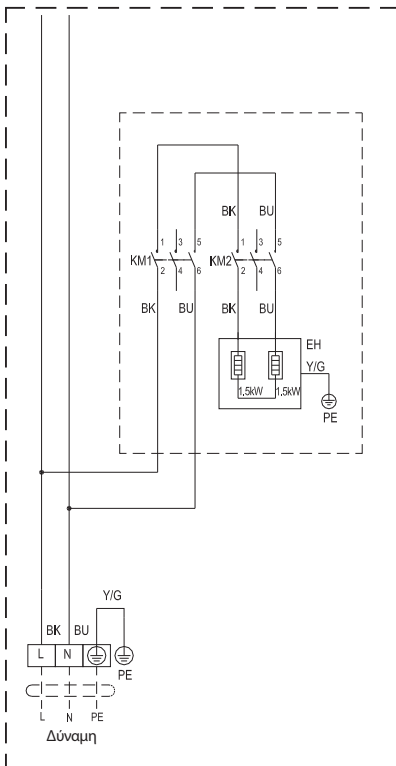 BK BU
1 3 5 1 3 5
KM1 KM2
2 4 6 2 4 6
BK BU BK BU
EH
Y/G
1.5kW 1.5kW
PE
Y/G
BK BU
L N
PE
L N PE
Δύναμη